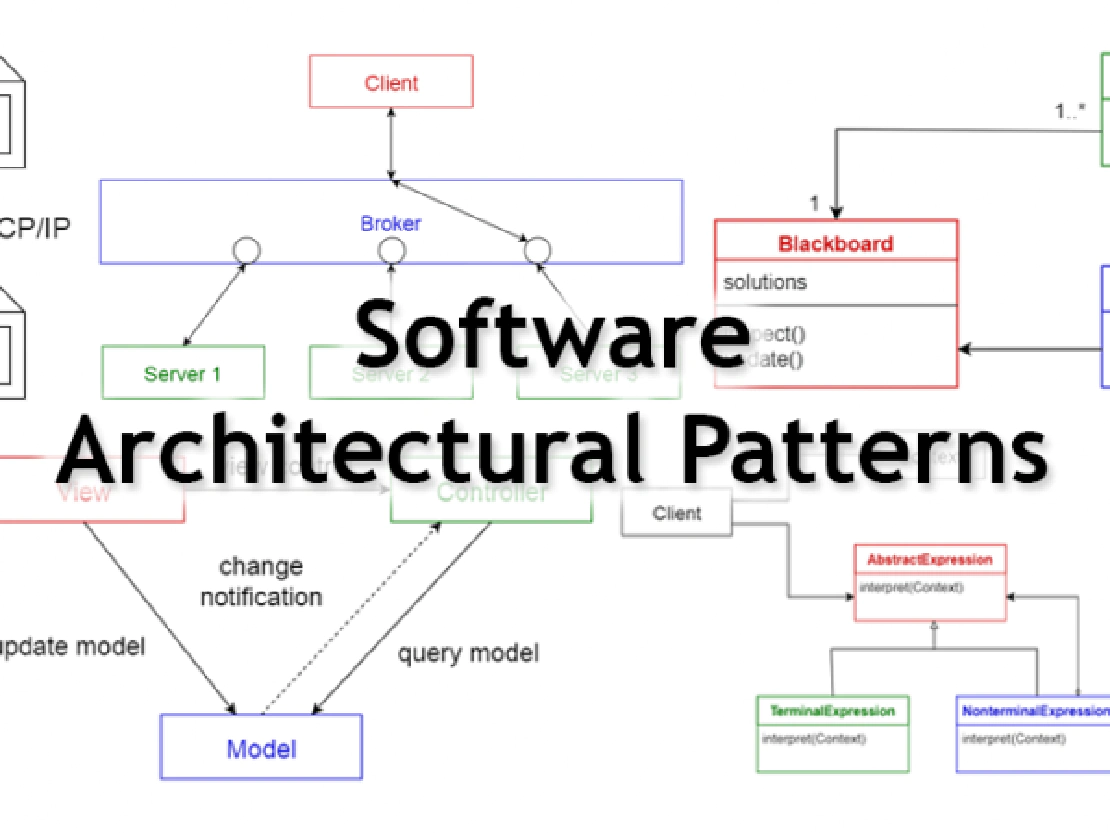 Client
1..*
CP/IP
Broker
1
Blackboard
solutions
pect()
date()
Server 1
Server 2
Server 3
Software
Architectural Patterns
View
Controller
Client
change
notification
update model
query model
AbstractExpression
interpret(Context)
TerminalExpression
interpret(Context)
NonterminalExpression
interpret(Context)
Model